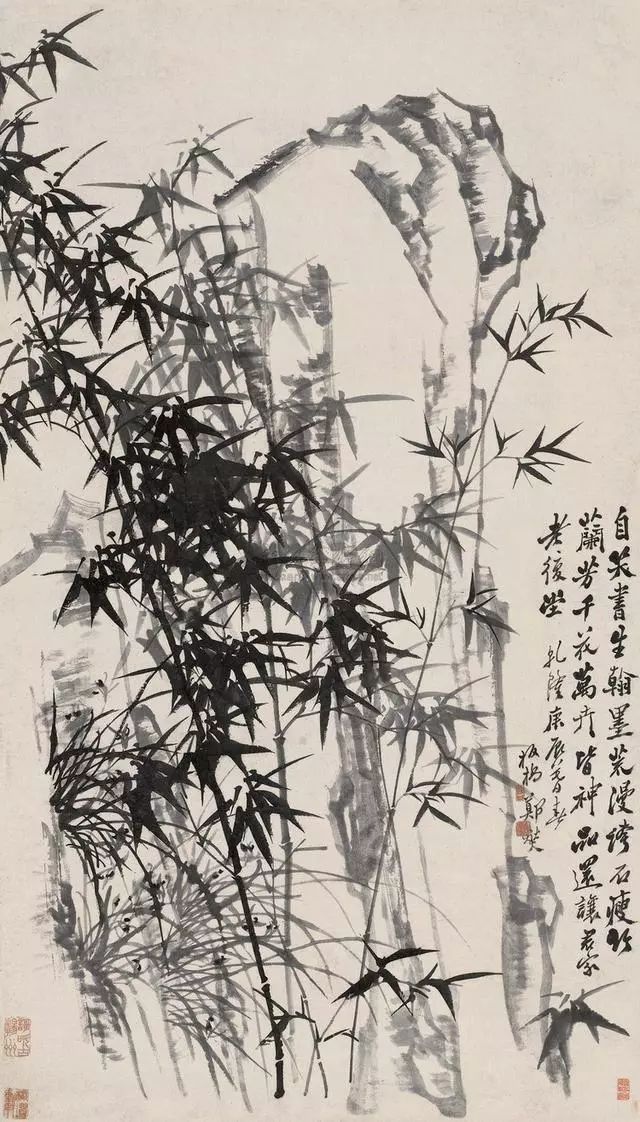 自笑書生翰墨荒漫誇石瘦竹
蘭芳千花萬卉皆神品還讓君家
老後堂 乾隆庚辰春
板橋鄭燮